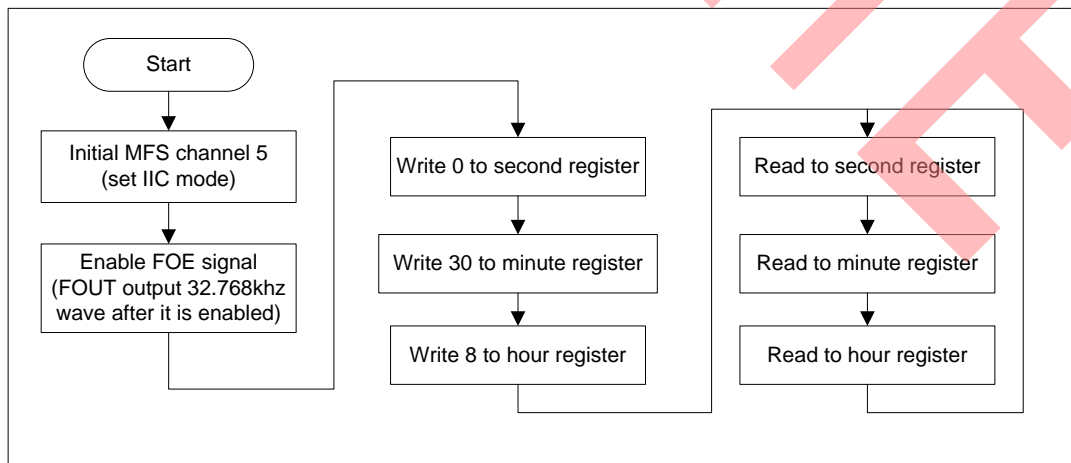 Start
Initial MFS channel 5
(set IIC mode)
Enable FOE signal
(FOUT output 32.768khz
wave after it is enabled)
Write 0 to second register
Write 30 to minute register
Write 8 to hour register
Read to second register
Read to minute register
Read to hour register